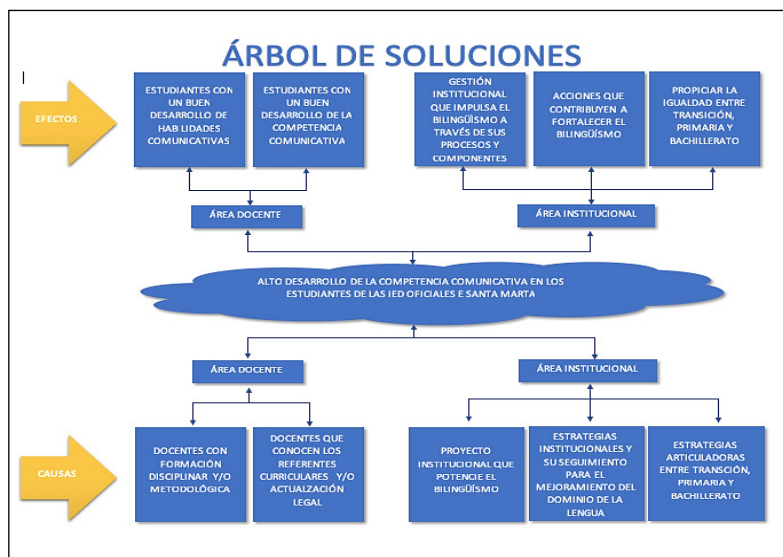 ÁRBOL DE SOLUCIONES
EFECTOS
ESTUDIANTES CON
UN BUEN
DESARROLLO DE
HABILIDADES
COMUNICATIVAS
ESTUDIANTES CON
UN BUEN
DESARROLLO DE LA
COMPETENCIA
COMUNICATIVA
GESTIÓN
INSTITUCIONAL
QUE IMPULSA EL
BILINGÜISMO A
TRAVÉS DE SUS
PROCESOS Y
COMPONENTES
ACCIONES QUE
CONTRIBUYEN A
FORTALECER EL
BILINGÜÍSMO
PROPICIAR LA
IGUALDAD ENTRE
TRANSICIÓN,
PRIMARIA Y
BACHILLERATO
ÁREA DOCENTE
ÁREA INSTITUCIONAL
ALTO DESARROLLO DE LA COMPETENCIA COMUNICATIVA EN LOS
ESTUDIANTES DE LAS IED OFICIALES E SANTA MARTA
ÁREA DOCENTE
ÁREA INSTITUCIONAL
CAUSAS
DOCENTES CON
FORMACIÓN
DISCIPLINAR Y/O
METODOLÓGICA
DOCENTES QUE
CONOCEN LOS
REFERENTES
CURRICULARES Y/O
ACTUALZACIÓN
LEGAL
PROYECTO
INSTITUCIONAL QUE
POTENCIE EL
BILINGÜÍSMO
ESTRATEGIAS
INSTITUCIONALES Y
SU SEGUIMIENTO
PARA EL
MEJORAMIENTO DEL
DOMINIO DE LA
LENGUA
ESTRATEGIAS
ARTICULADORAS
ENTRE TRANSCIÓN,
PRIMARIA Y
BACHILLERATO